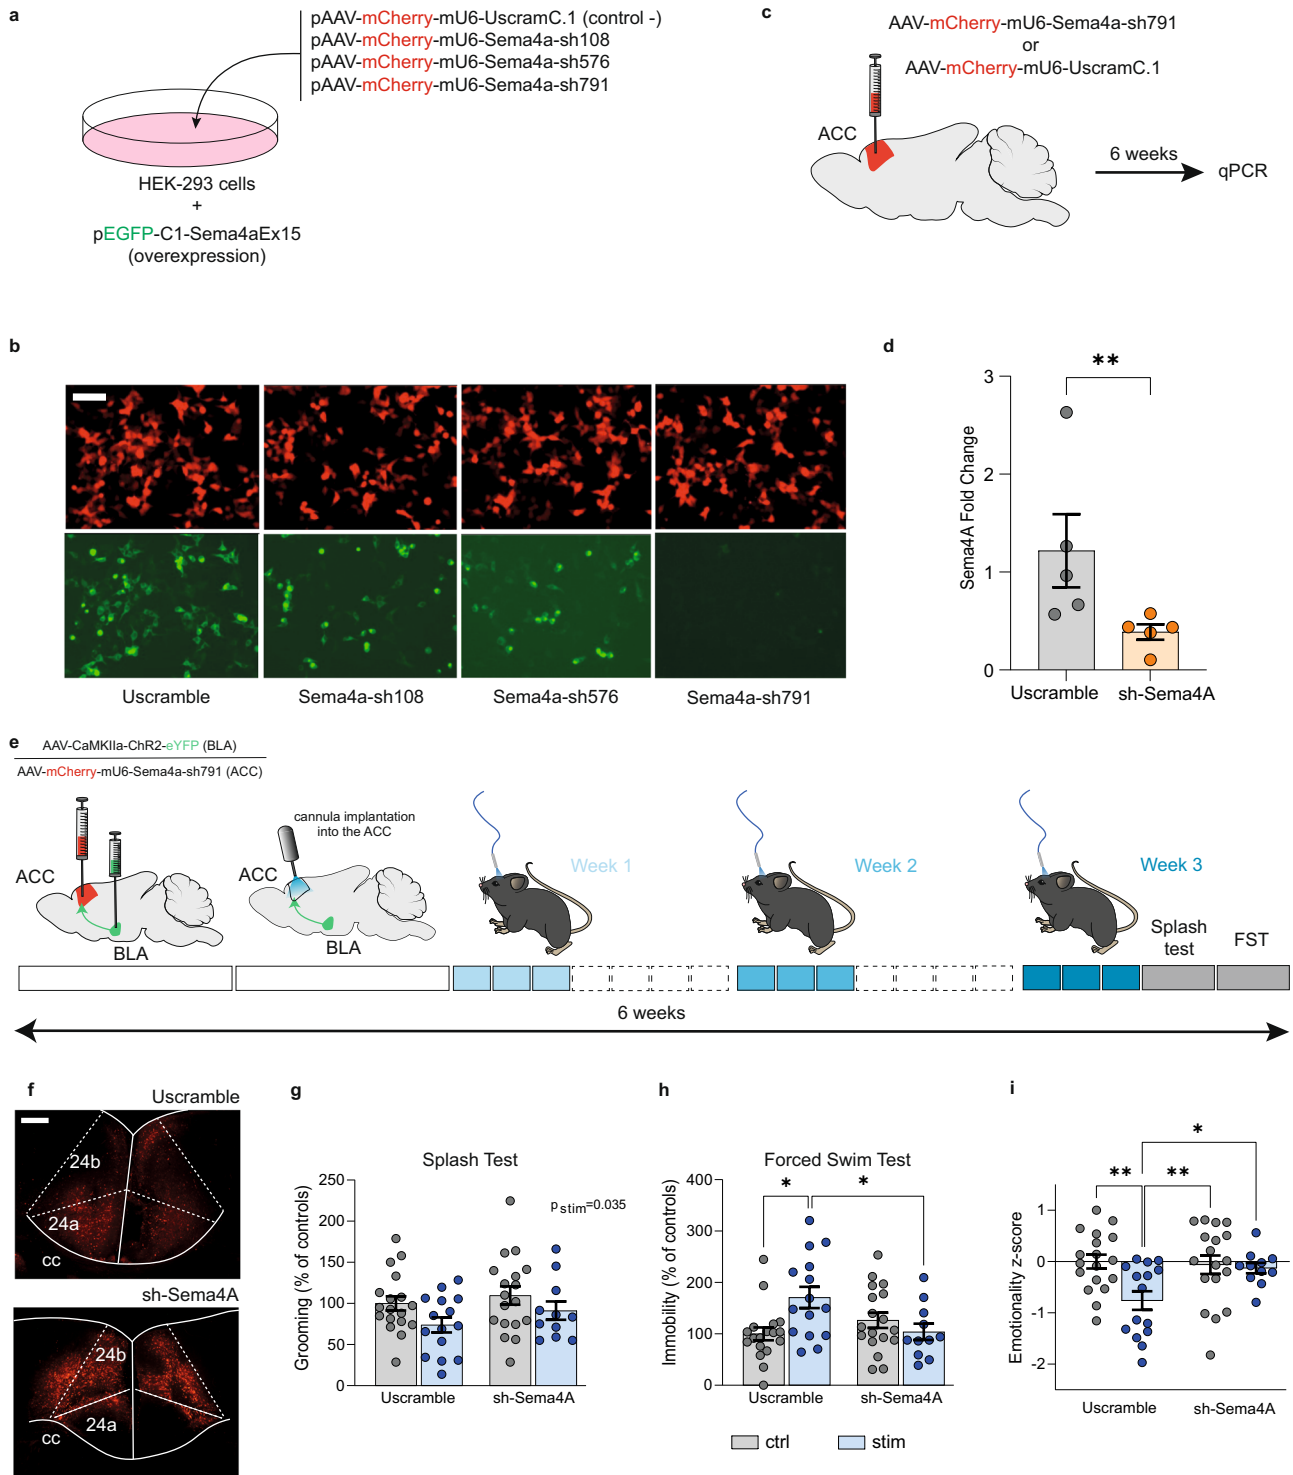 a
pAAV-mCherry-mU6-UscramC.1 (control -)
pAAV-mCherry-mU6-Sema4a-sh108
pAAV-mCherry-mU6-Sema4a-sh576
pAAV-mCherry-mU6-Sema4a-sh791
HEK-293 cells
+
pEGFP-C1-Sema4aEx15
(overexpression)
c
AAV-mCherry-mU6-Sema4a-sh791
or
AAV-mCherry-mU6-UscramC.1
ACC
6 weeks
qPCR
b
Uscramble
Sema4a-sh108
Sema4a-sh576
Sema4a-sh791
d
**
Sema4A Fold Change
3
2
1
0
Uscramble
sh-Sema4A
e
AAV-CaMKIIa-ChR2-eYFP (BLA)
AAV-mCherry-mU6-Sema4a-sh791 (ACC)
ACC
BLA
cannula implantation
into the ACC
ACC
BLA
Week 1
Week 2
Week 3
Splash
test
FST
6 weeks
f
Uscramble
24b
24a
cc
sh-Sema4A
24b
24a
cc
g
Splash Test
Grooming (% of controls)
250
200
150
100
50
0
p stim=0.035
Uscramble
sh-Sema4A
h
Forced Swim Test
Immobility (% of controls)
400
300
200
100
0
*
*
Uscramble
sh-Sema4A
ctrl
stim
i
Emotionality z-score
1
0
-1
-2
*
**
**
Uscramble
sh-Sema4A